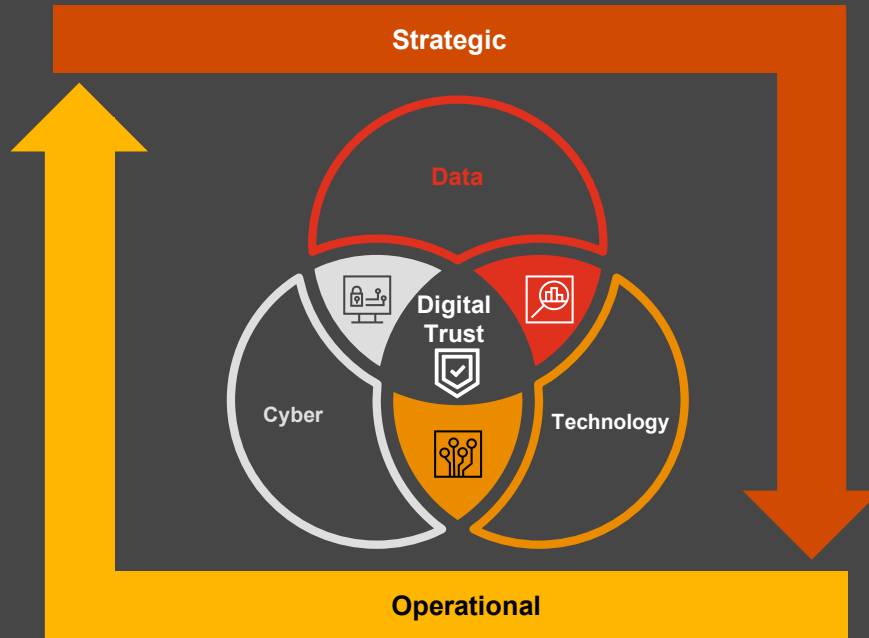 Strategic
Data
Digital
Trust
Cyber
Technology
Operational